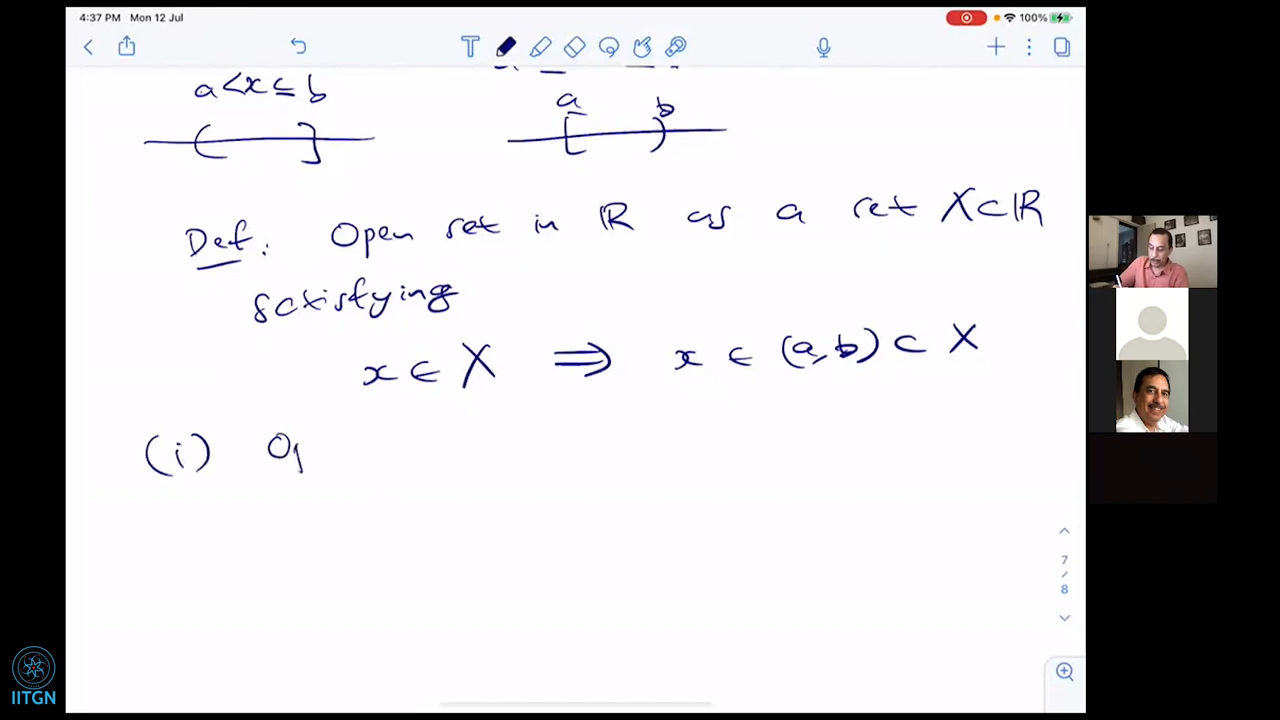 4:37 PM Mon 12 Jul
100%
a < x ≤ b
a b
Def: Open set in ℝ as a set X ⊂ ℝ
satisfying
x ∈ X ⟹ x ∈ (a, b) ⊂ X
(i)
7
/
8
IITGN